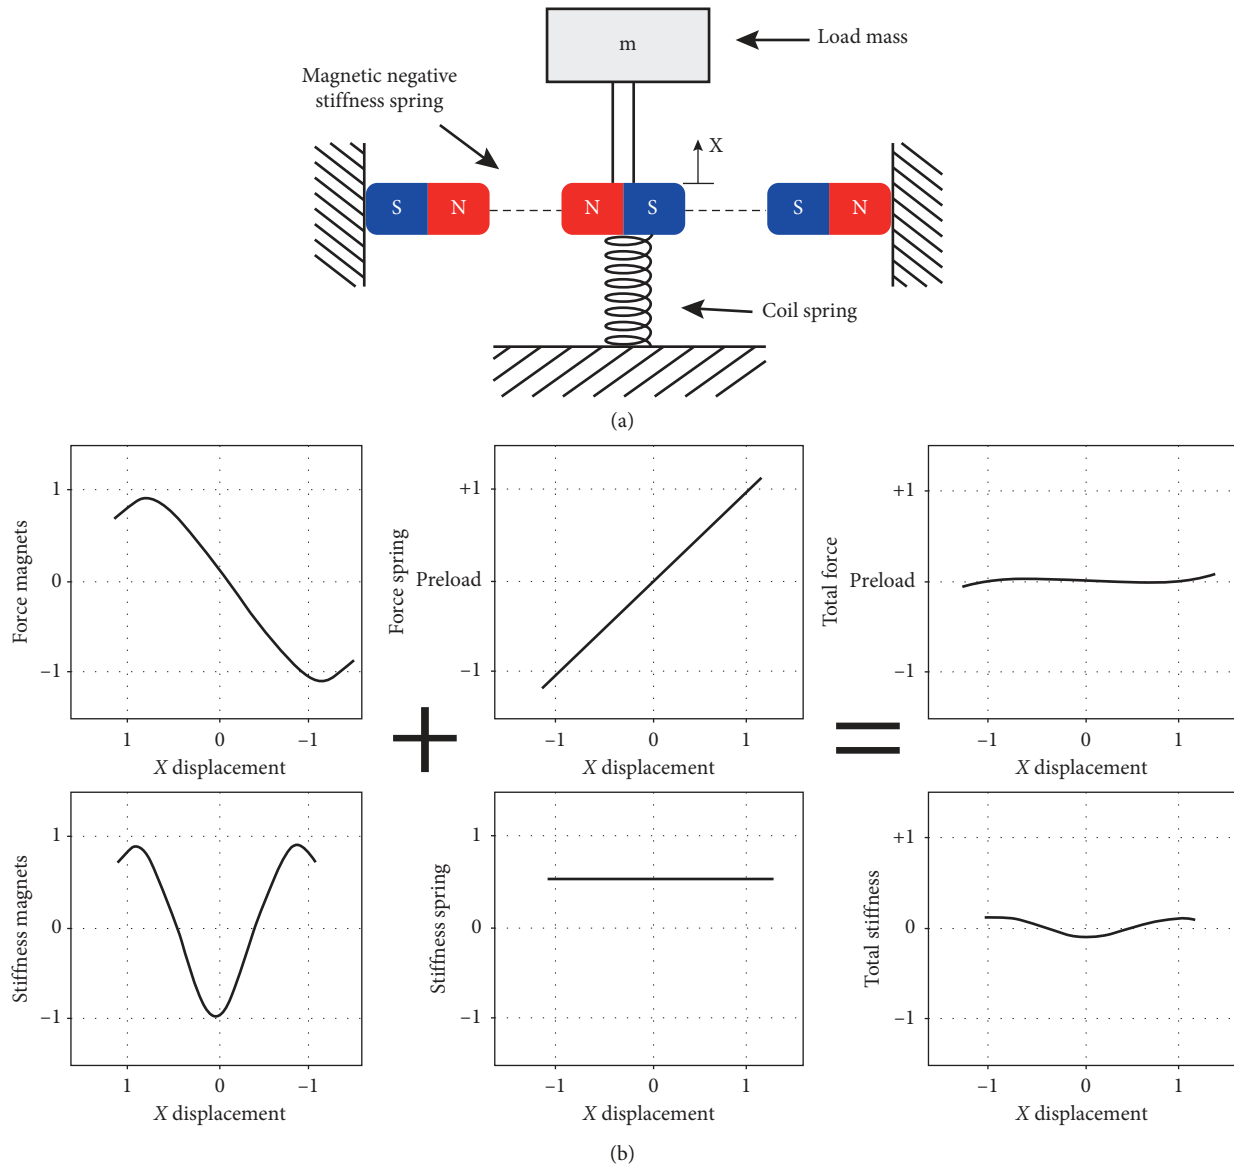 m
Load mass
Magnetic negative
stiffness spring
X
S N N S S N
Coil spring
(a)
Force magnets
1
0
−1
1 0 −1
X displacement
+
Force spring
+1
Preload
−1
−1 0 1
X displacement
=
Total force
+1
Preload
−1
−1 0 1
X displacement
Stiffness magnets
1
0
−1
1 0 −1
X displacement
Stiffness spring
1
0
−1
−1 0 1
X displacement
Total stiffness
+1
0
−1
−1 0 1
X displacement
(b)